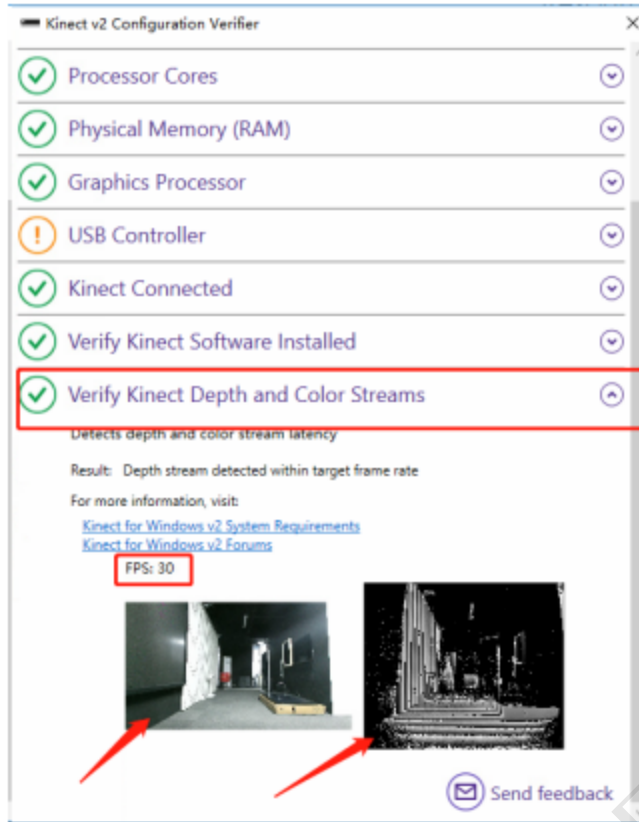 Kinect v2 Configuration Verifier
Processor Cores
Physical Memory (RAM)
Graphics Processor
USB Controller
Kinect Connected
Verify Kinect Software Installed
Verify Kinect Depth and Color Streams
Detects depth and color stream latency
Result: Depth stream detected within target frame rate
For more information, visit:
Kinect for Windows v2 System Requirements
Kinect for Windows v2 Forums
FPS: 30
Send feedback